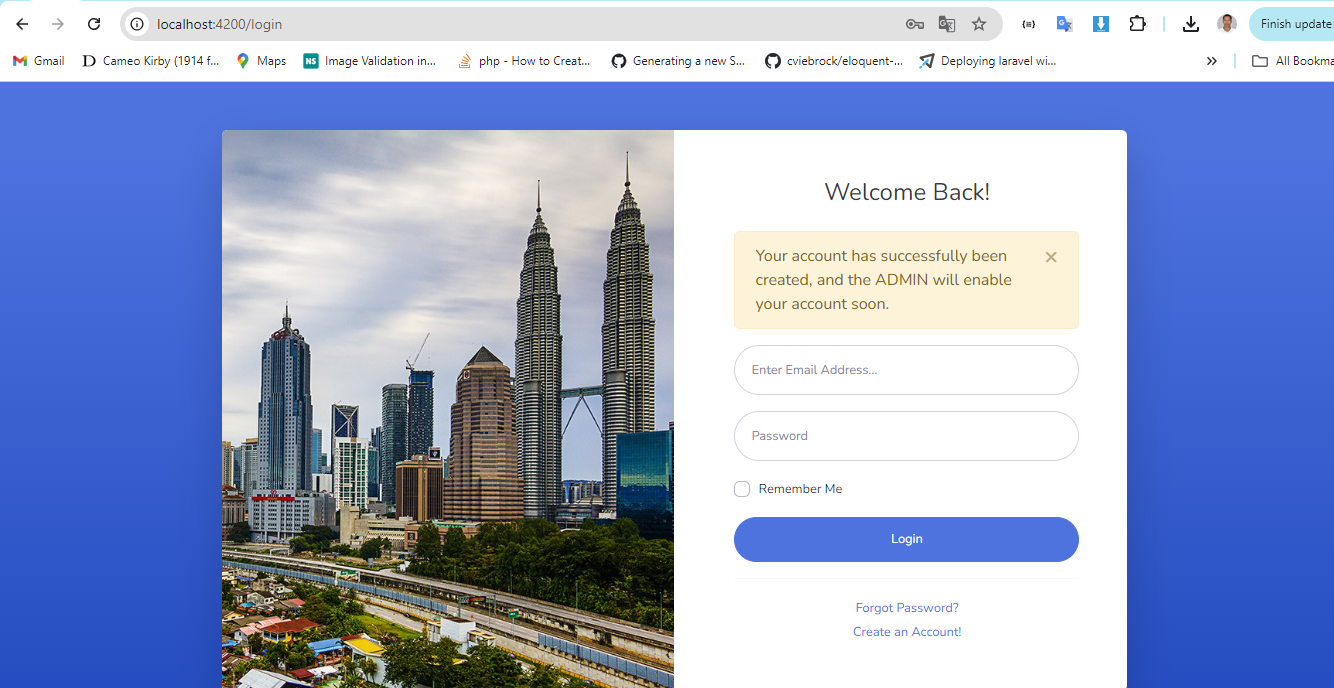 localhost:4200/login
Finish update
Gmail
Cameo Kirby (1914 f...
Maps
NS
Image Validation in...
php - How to Creat...
Generating a new S...
cviebrock/eloquent-...
Deploying laravel wi...
»
All Bookma
Welcome Back!
Your account has successfully been
created, and the ADMIN will enable
your account soon.
Enter Email Address...
Password
Remember Me
Login
Forgot Password?
Create an Account!